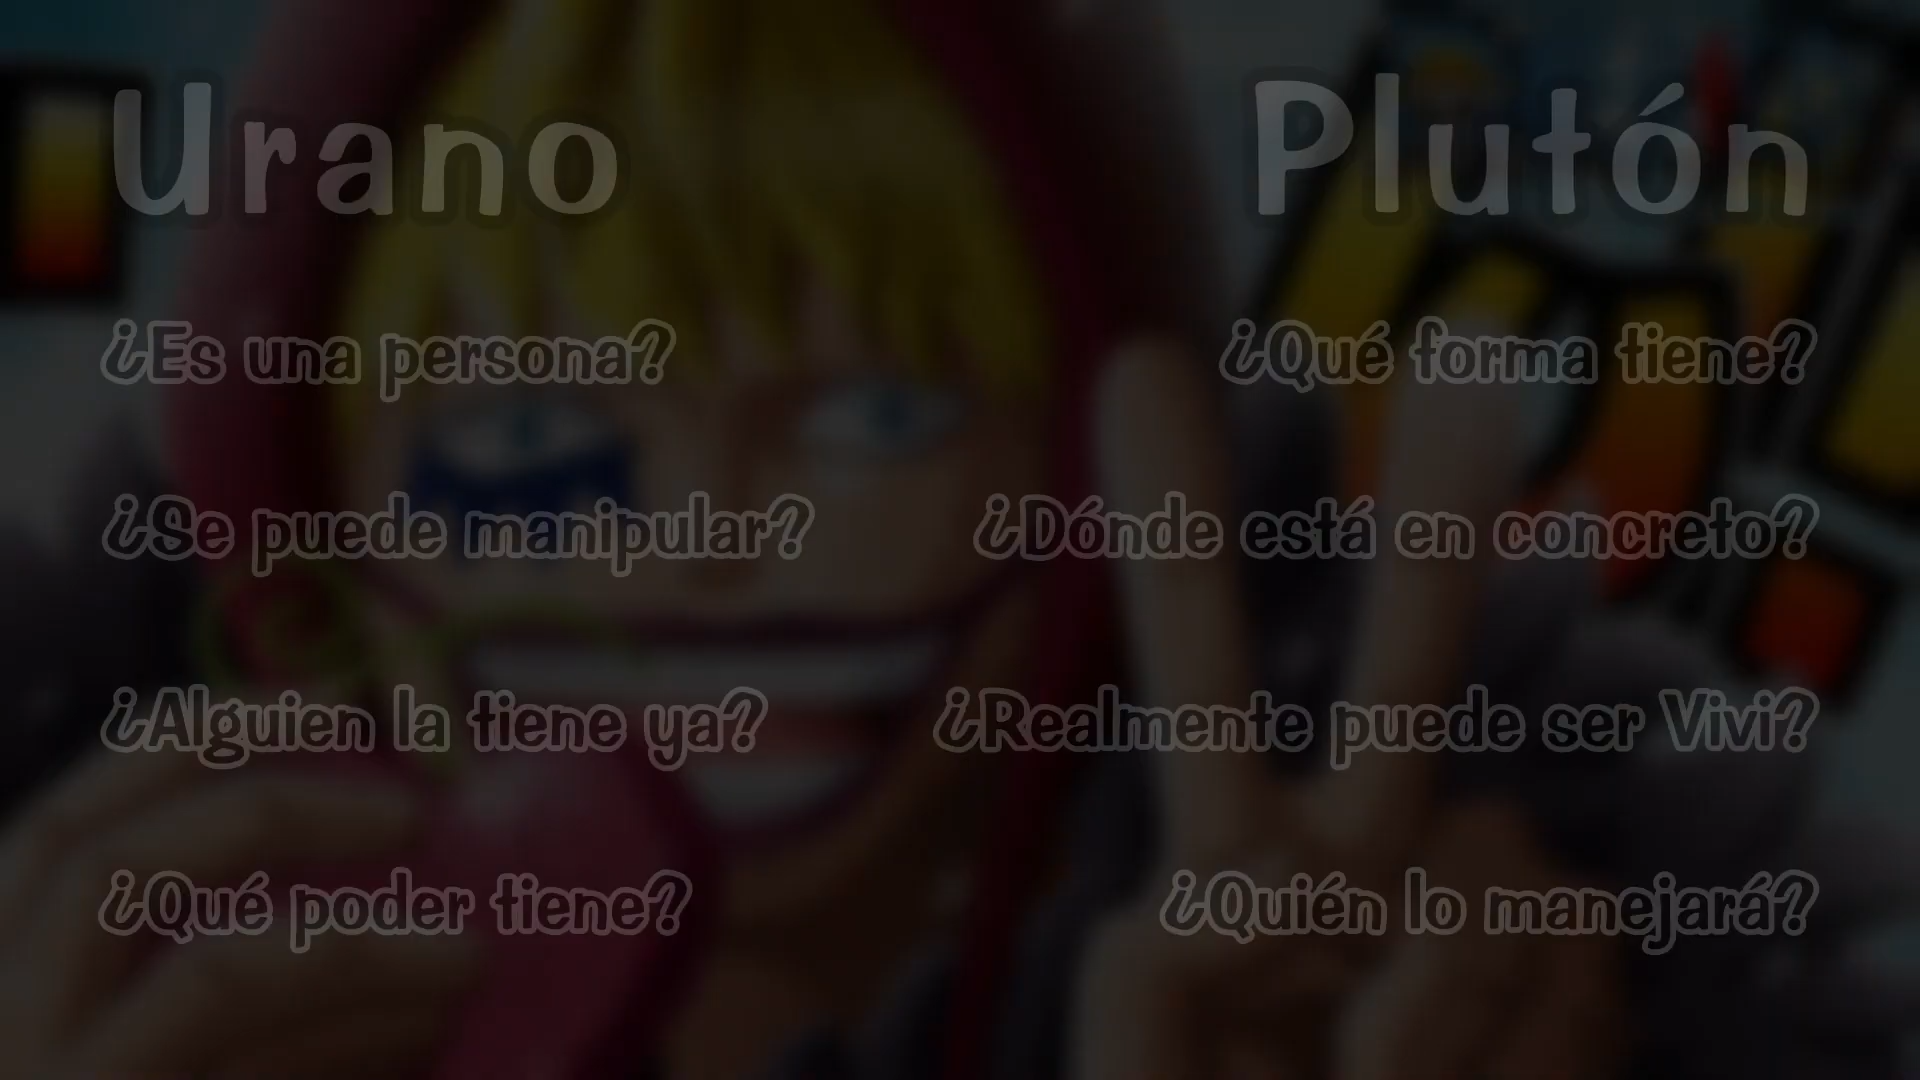 Urano
¿Es una persona?
¿Se puede manipular?
¿Alguien la tiene ya?
¿Qué poder tiene?
Plutón
¿Qué forma tiene?
¿Dónde está en concreto?
¿Realmente puede ser Vivi?
¿Quién lo manejará?